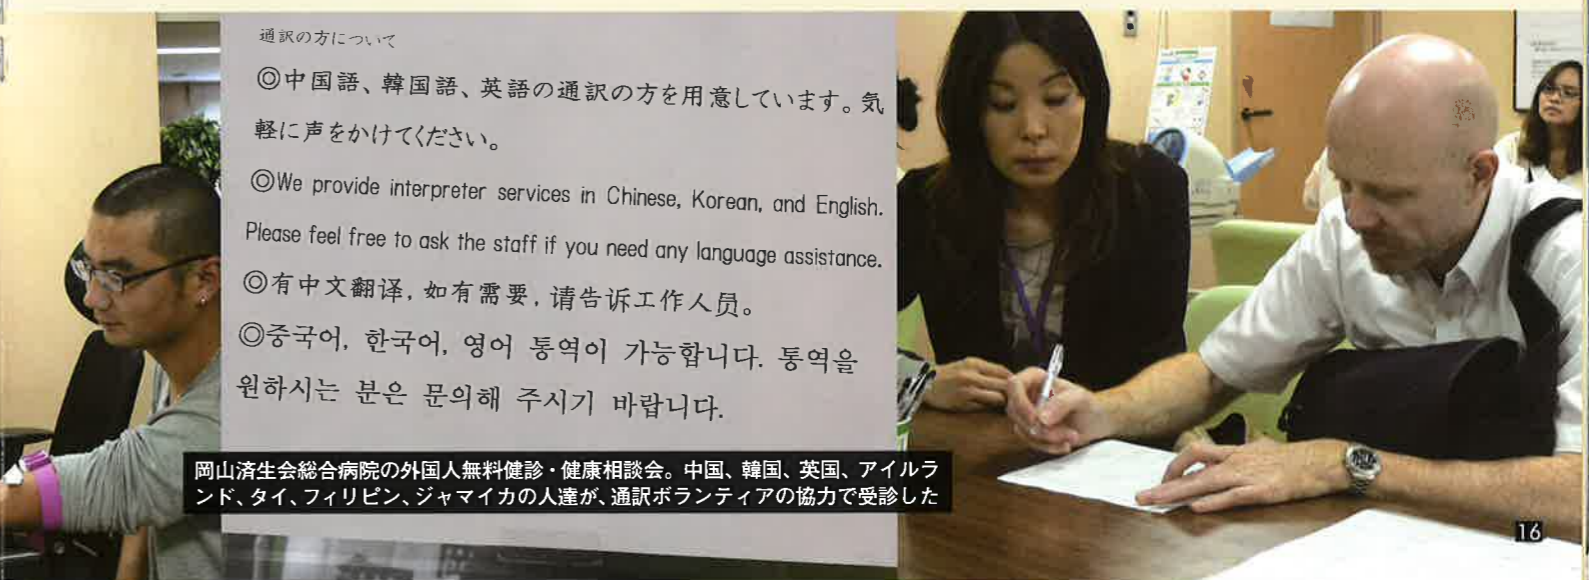 通訳の方について
◎中国語、韓国語、英語の通訳の方を用意しています。気
軽に声をかけてください。
◎We provide interpreter services in Chinese, Korean, and English.
Please feel free to ask the staff if you need any language assistance.
◎有中文翻译，如有需要，请告诉工作人员。
◎중국어, 한국어, 영어 통역이 가능합니다. 통역을
원하시는 분은 문의해 주시기 바랍니다.
岡山済生会総合病院の外国人無料健診・健康相談会。中国、韓国、英国、アイルラ
ンド、タイ、フィリピン、ジャマイカの人達が、通訳ボランティアの協力で受診した
16